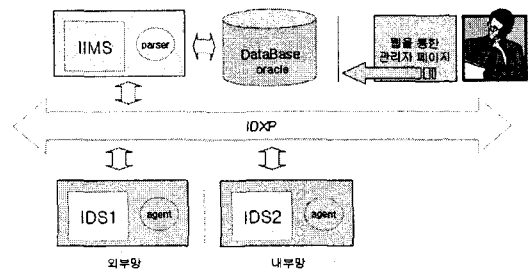 IIMS
parser
DataBase
oracle
웹을 통한
관리자 페이지
IDXP
IDS1
agent
IDS2
agent
외부망
내부망